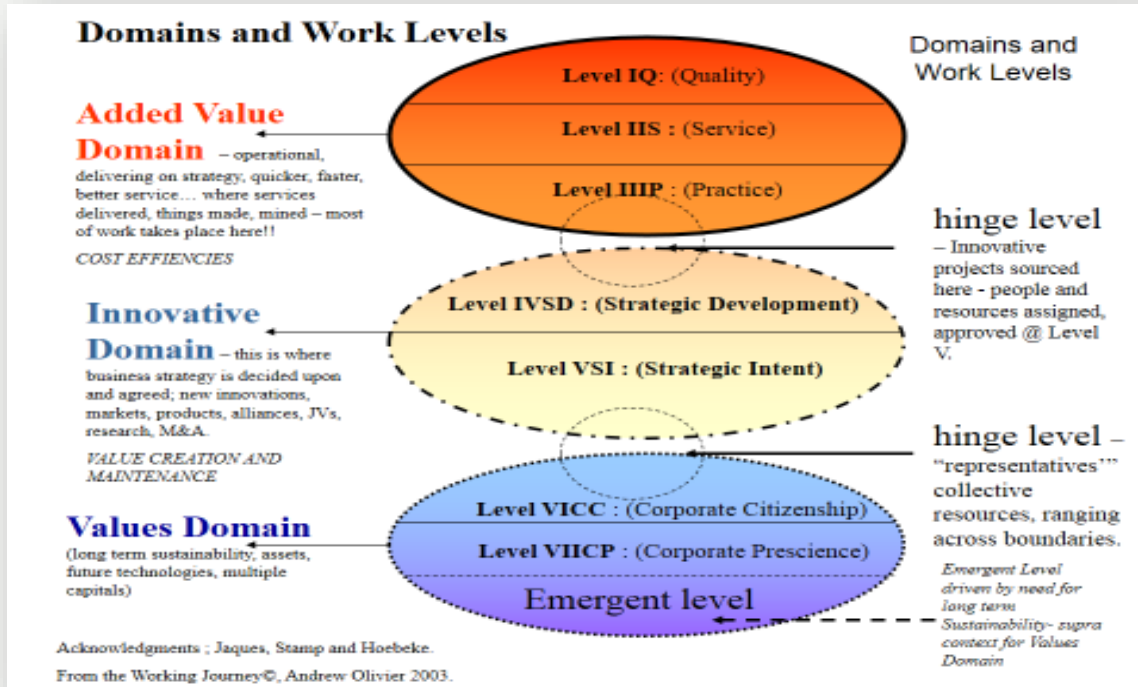 Domains and Work Levels
Domains and
Work Levels
Added Value
Domain – operational,
delivering on strategy, quicker, faster,
better service… where services
delivered, things made, mined – most
of work takes place here!!
COST EFFIENCIES
Level IQ: (Quality)
Level IIS : (Service)
Level IIIP : (Practice)
hinge level
– Innovative
projects sourced
here - people and
resources assigned,
approved @ Level
V.
Innovative
Domain – this is where
business strategy is decided upon
and agreed; new innovations,
markets, products, alliances, JVs,
research, M&A.
VALUE CREATION AND
MAINTENANCE
Level IVSD : (Strategic Development)
Level VSI : (Strategic Intent)
hinge level –
“representatives’”
collective
resources, ranging
across boundaries.
Emergent Level
driven by need for
long term
Sustainability- supra
context for Values
Domain
Values Domain
(long term sustainability, assets,
future technologies, multiple
capitals)
Level VICC : (Corporate Citizenship)
Level VIICP : (Corporate Prescience)
Emergent level
Acknowledgments ; Jaques, Stamp and Hoebeke.
From the Working Journey©, Andrew Olivier 2003.